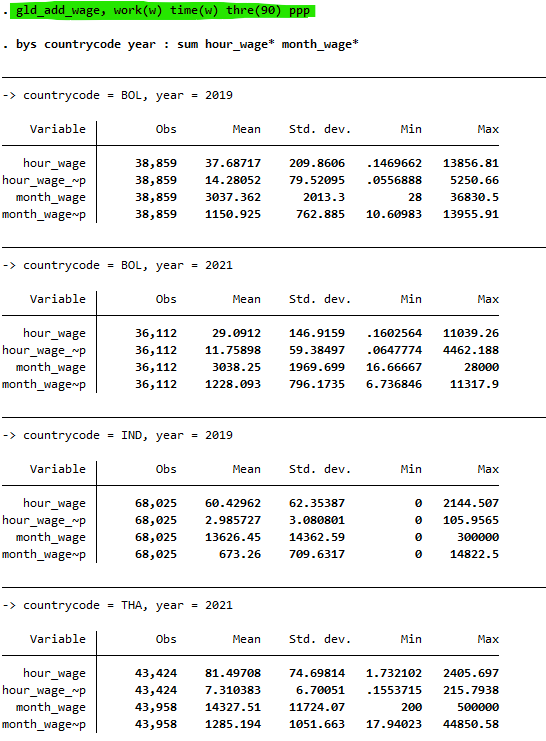 . gld_add_wage, work(w) time(w) thre(90) ppp
. bys countrycode year : sum hour_wage* month_wage*
-> countrycode = BOL, year = 2019
Variable | Obs Mean Std. dev. Min Max
hour_wage | 38,859 37.68717 209.8606 .1469662 13856.81
hour_wage_~p | 38,859 14.28052 79.52095 .0556888 5250.66
month_wage | 38,859 3037.362 2013.3 28 36830.5
month_wage~p | 38,859 1150.925 762.885 10.60983 13955.91
-> countrycode = BOL, year = 2021
Variable | Obs Mean Std. dev. Min Max
hour_wage | 36,112 29.0912 146.9159 .1602564 11039.26
hour_wage_~p | 36,112 11.75898 59.38497 .0647774 4462.188
month_wage | 36,112 3038.25 1969.699 16.66667 28000
month_wage~p | 36,112 1228.093 796.1735 6.736846 11317.9
-> countrycode = IND, year = 2019
Variable | Obs Mean Std. dev. Min Max
hour_wage | 68,025 60.42962 62.35387 0 2144.507
hour_wage_~p | 68,025 2.985727 3.080801 0 105.9565
month_wage | 68,025 13626.45 14362.59 0 300000
month_wage~p | 68,025 673.26 709.6317 0 14822.5
-> countrycode = THA, year = 2021
Variable | Obs Mean Std. dev. Min Max
hour_wage | 43,424 81.49708 74.69814 1.732102 2405.697
hour_wage_~p | 43,424 7.310383 6.70051 .1553715 215.7938
month_wage | 43,958 14327.51 11724.07 200 500000
month_wage~p | 43,958 1285.194 1051.663 17.94023 44850.58